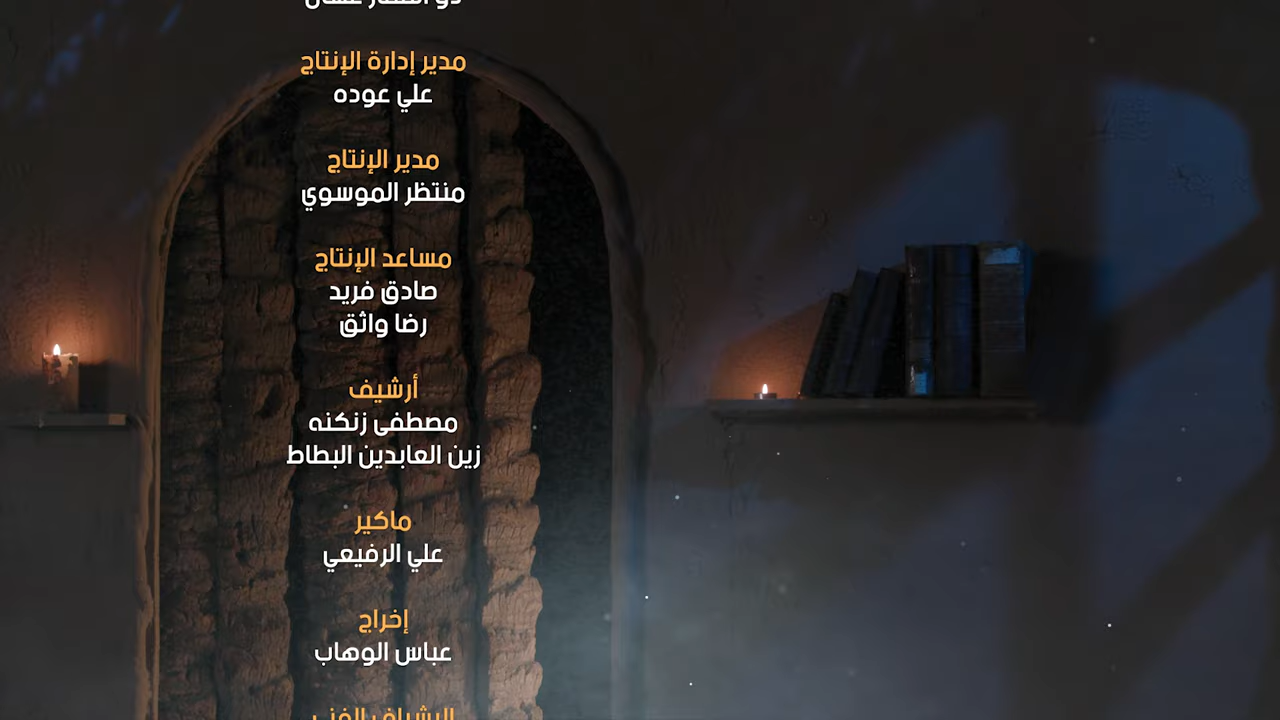 مدير إدارة الإنتاج
علي عوده
مدير الإنتاج
منتظر الموسوي
مساعد الإنتاج
صادق فريد
رضا واثق
أرشيف
مصطفى زنكنه
زين العابدين البطاط
ماكير
علي الرفيعي
إخراج
عباس الوهاب